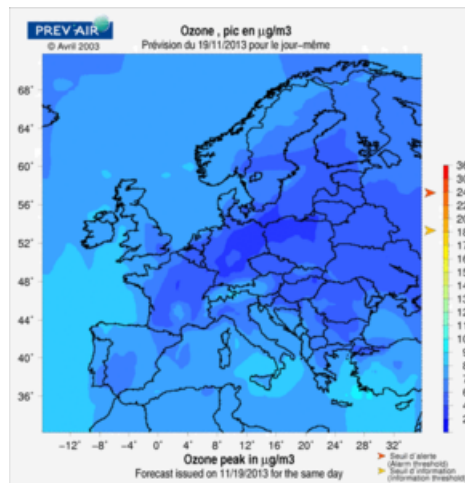 PREV'AIR
© Avril 2003
Ozone , pic en µg/m3
Prévision du 19/11/2013 pour le jour-même
68°
64°
60°
56°
52°
48°
44°
40°
36°
-12° -8° -4° 0° 4° 8° 12° 16° 20° 24° 28° 32°
Ozone peak in µg/m3
Forecast issued on 11/19/2013 for the same day
Seuil d'alerte
(Alarm threshold)
Seuil d'information
(Information threshold)